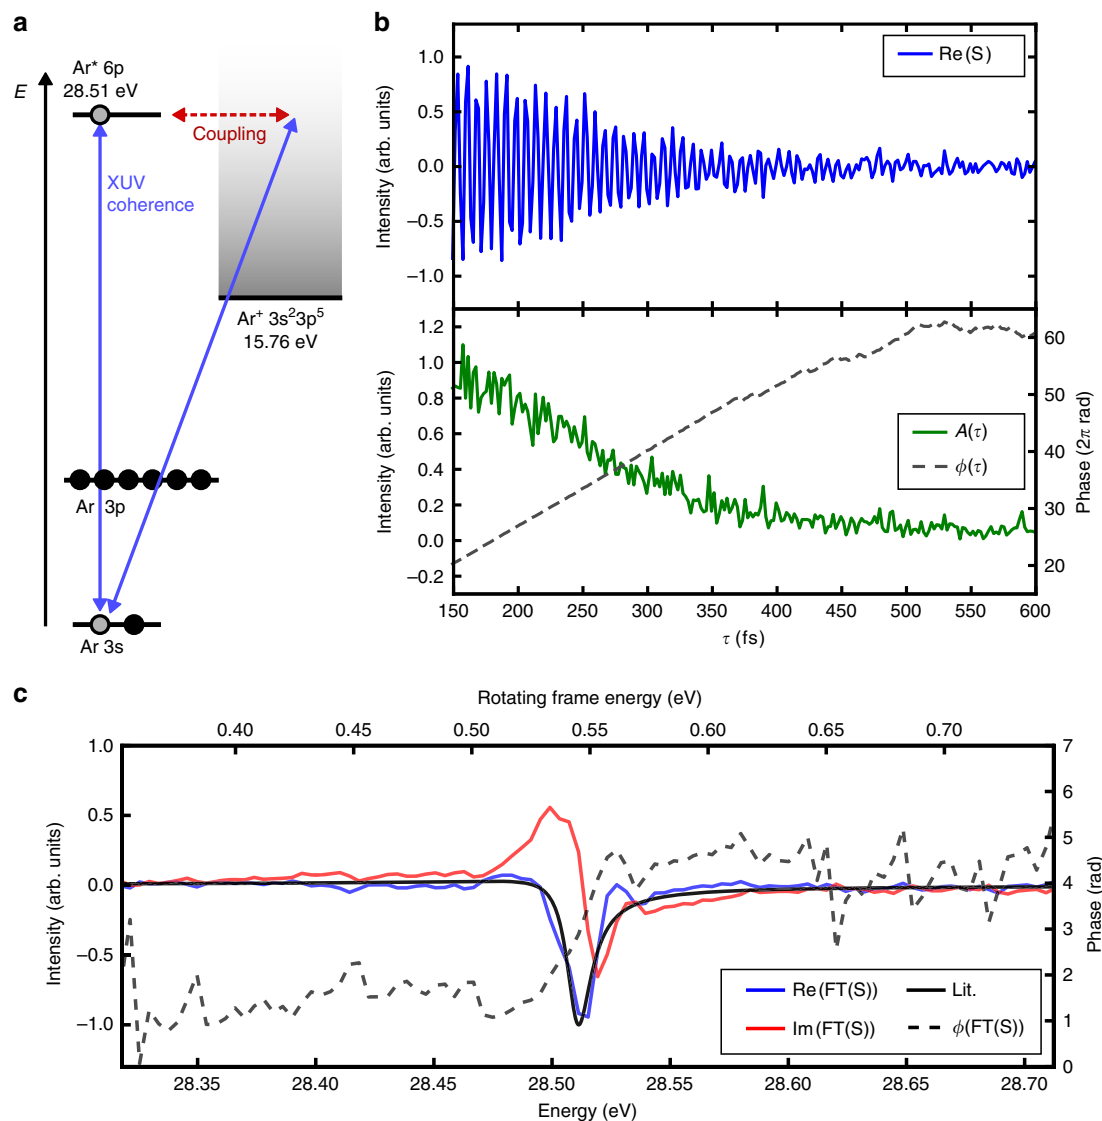 a
E
Ar* 6p
28.51 eV
Coupling
XUV
coherence
Ar⁺ 3s²3p⁵
15.76 eV
Ar 3p
Ar 3s
b
Intensity (arb. units)
1.0
0.5
0.0
−0.5
−1.0
Re(S)
Intensity (arb. units)
1.2
1.0
0.8
0.6
0.4
0.2
0.0
−0.2
A(τ)
ϕ(τ)
60
50
40
30
20
Phase (2π rad)
150 200 250 300 350 400 450 500 550 600
τ (fs)
c
Rotating frame energy (eV)
0.40 0.45 0.50 0.55 0.60 0.65 0.70
Intensity (arb. units)
1.0
0.5
0.0
−0.5
−1.0
7
6
5
4
3
2
1
0
Phase (rad)
Re(FT(S)) Lit.
Im(FT(S)) ϕ(FT(S))
28.35 28.40 28.45 28.50 28.55 28.60 28.65 28.70
Energy (eV)